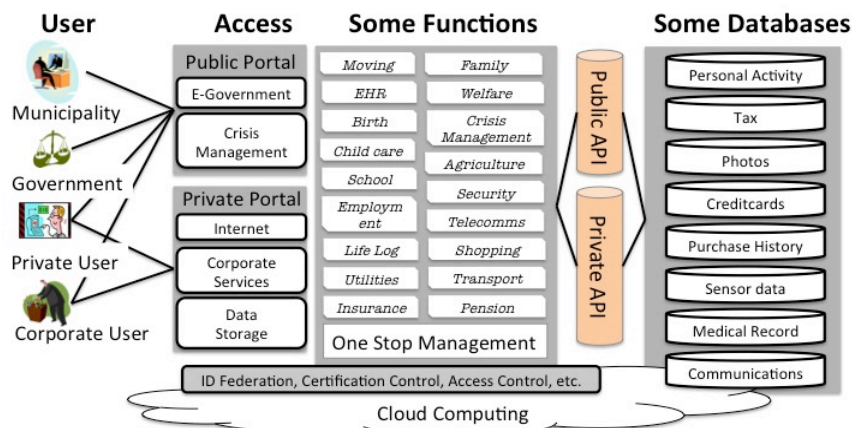 User
Access
Some Functions
Some Databases
Municipality
Government
Private User
Corporate User
Public Portal
E-Government
Crisis
Management
Private Portal
Internet
Corporate
Services
Data
Storage
Moving
EHR
Birth
Child care
School
Employm
ent
Life Log
Utilities
Insurance
Family
Welfare
Crisis
Management
Agriculture
Security
Telecomms
Shopping
Transport
Pension
One Stop Management
Public API
Private API
Personal Activity
Tax
Photos
Creditcards
Purchase History
Sensor data
Medical Record
Communications
ID Federation, Certification Control, Access Control, etc.
Cloud Computing